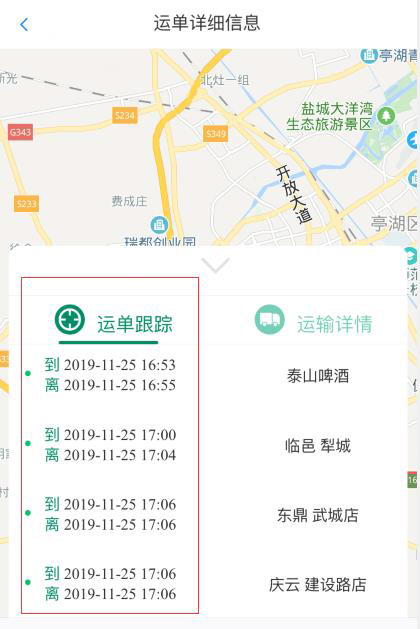 运单详细信息
亭湖青
新光
北灶一组
S234
G343
S349
盐城大洋湾
生态旅游景区
开放大道
S233
费成庄
亭湖区
瑞都创业园
运单跟踪
运输详情
到 2019-11-25 16:53
离 2019-11-25 16:55
泰山啤酒
到 2019-11-25 17:00
离 2019-11-25 17:04
临邑 犁城
到 2019-11-25 17:06
离 2019-11-25 17:06
东鼎 武城店
到 2019-11-25 17:06
离 2019-11-25 17:06
庆云 建设路店